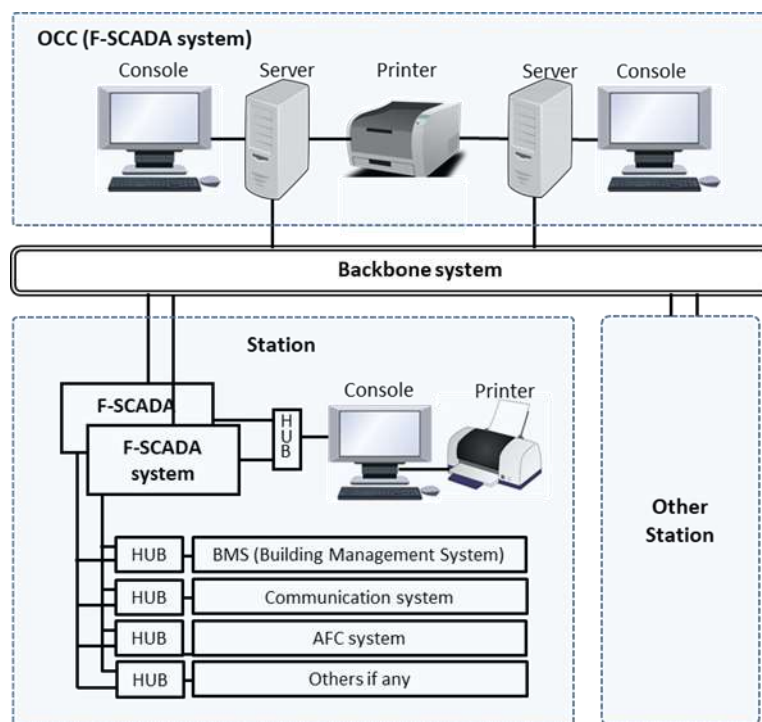 OCC (F-SCADA system)
Console
Server
Printer
Server
Console
Backbone system
Station
F-SCADA
F-SCADA
system
HUB
Console
Printer
HUB
BMS (Building Management System)
HUB
Communication system
HUB
AFC system
HUB
Others if any
Other
Station